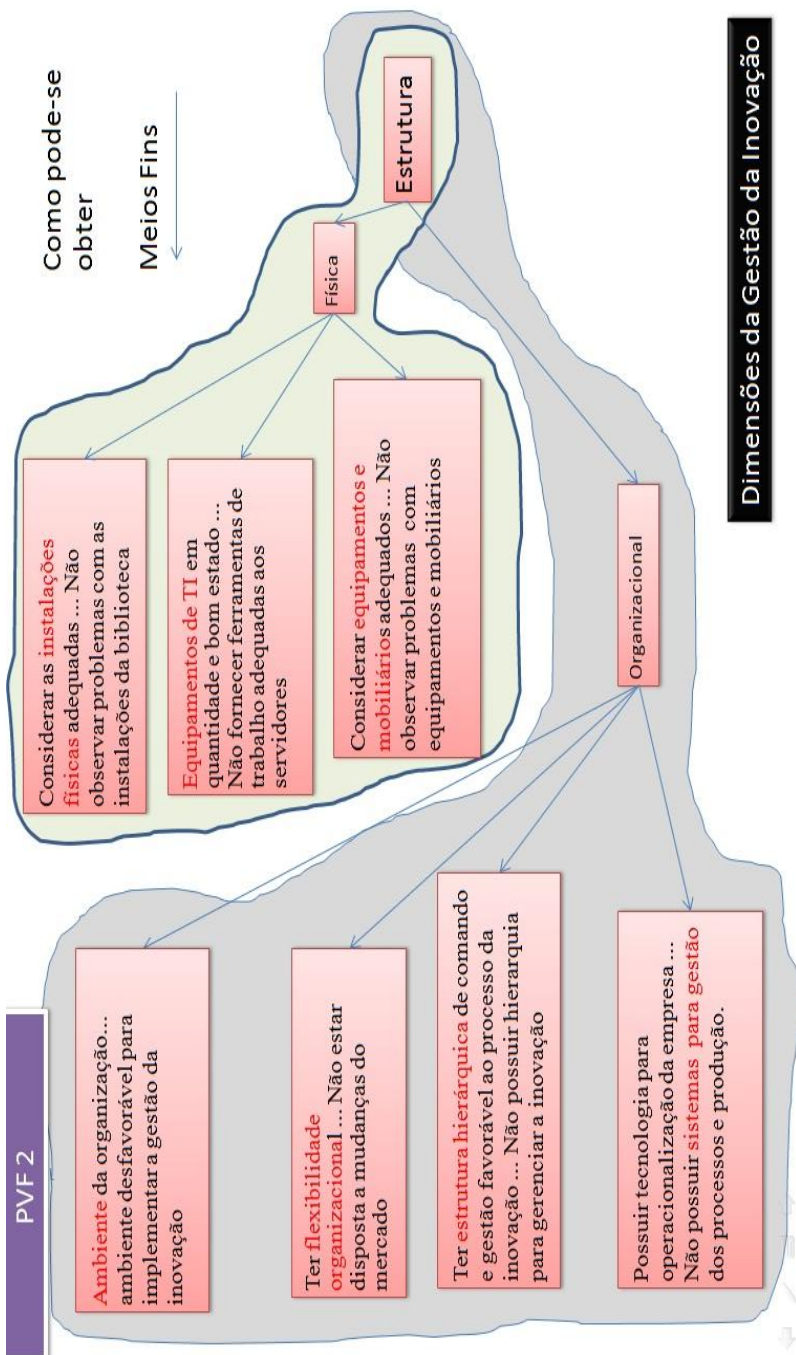 PVF 2
Como pode-se
obter
Meios Fins
Estrutura
Física
Considerar as instalações
físicas adequadas ... Não
observar problemas com as
instalações da biblioteca
Equipamentos de TI em
quantidade e bom estado ...
Não fornecer ferramentas de
trabalho adequadas aos
servidores
Considerar equipamentos e
mobiliários adequados ... Não
observar problemas com
equipamentos e mobiliários
Organizacional
Ambiente da organização...
ambiente desfavorável para
implementar a gestão da
inovação
Ter flexibilidade
organizacional ... Não estar
disposta a mudanças do
mercado
Ter estrutura hierárquica de comando
e gestão favorável ao processo da
inovação ... Não possuir hierarquia
para gerenciar a inovação
Possuir tecnologia para
operacionalização da empresa ...
Não possuir sistemas para gestão
dos processos e produção.
Dimensões da Gestão da Inovação